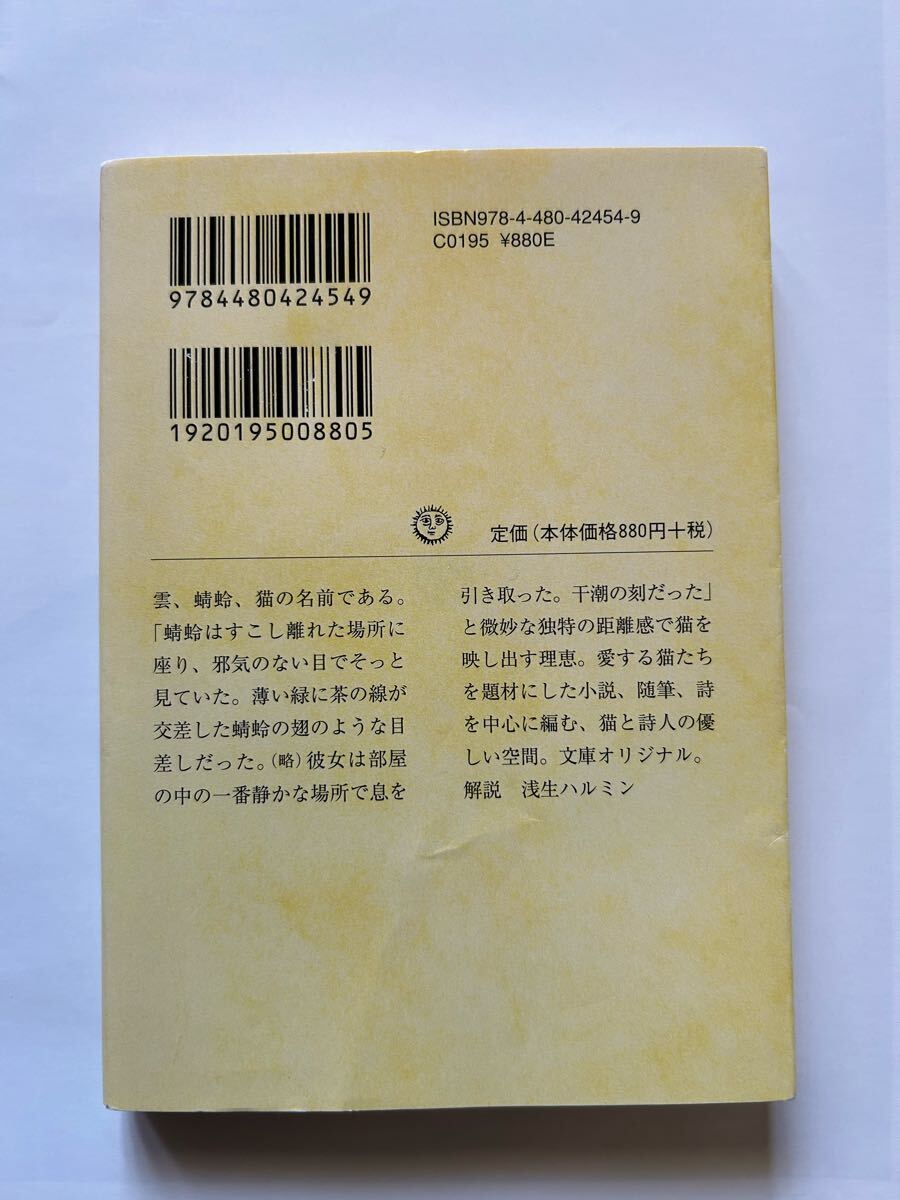 ISBN978-4-480-42454-9
C0195 ¥880E
9784480424549
1920195008805
定価(本体価格880円+税)
雲、蜻蛉、猫の名前である。
「蜻蛉はすこし離れた場所に
座り、邪気のない目でそっと
見ていた。薄い緑に茶の線が
交差した蜻蛉の翅のような目
差しだった。(略)彼女は部屋
の中の一番静かな場所で息を
引き取った。干潮の刻だった」
と微妙な独特の距離感で猫を
映し出す理恵。愛する猫たち
を題材にした小説、随筆、詩
を中心に編む、猫と詩人の優
しい空間。文庫オリジナル。
解説　浅生ハルミン